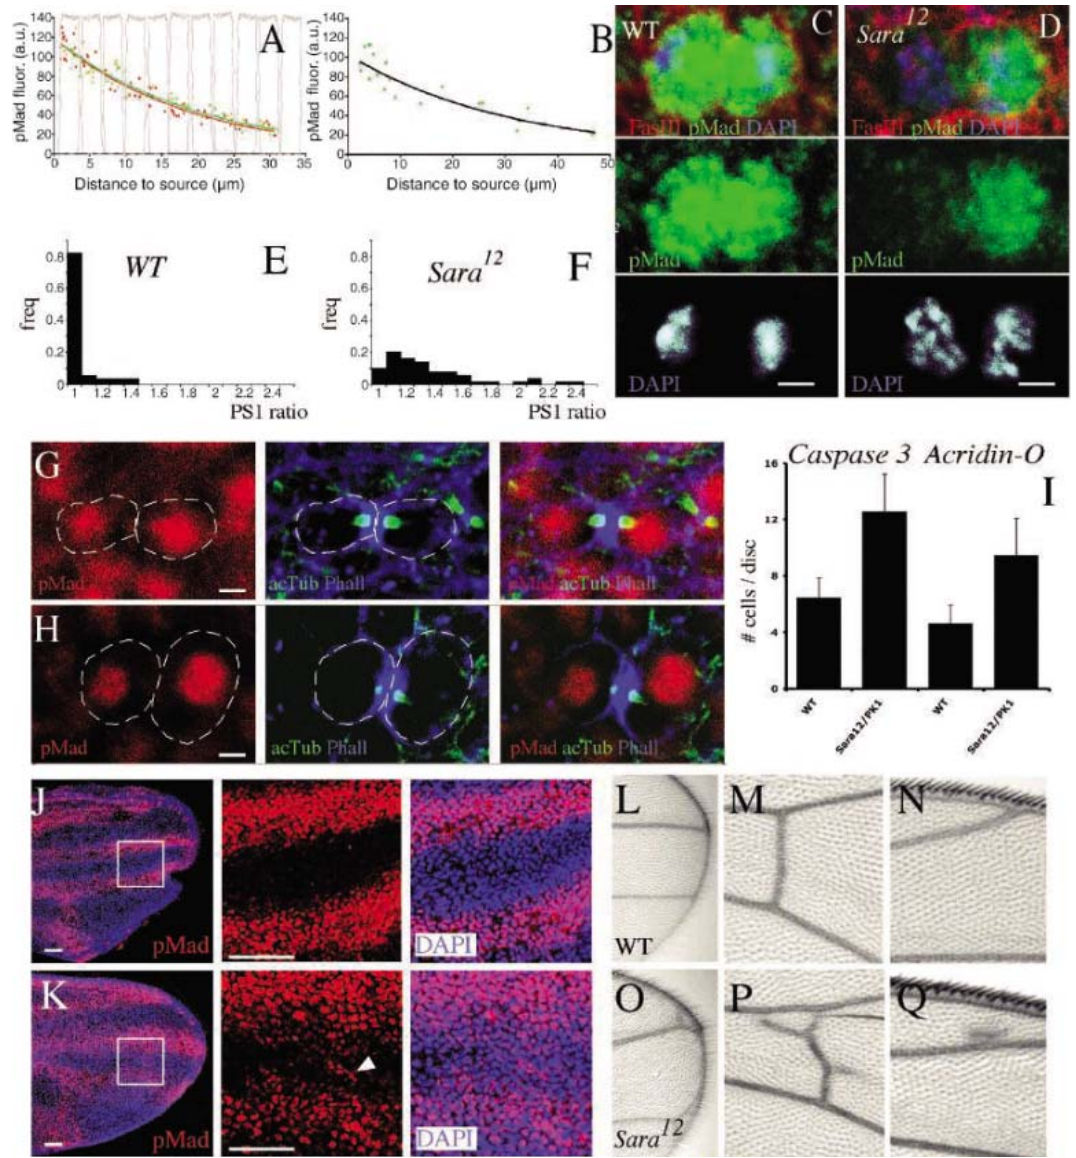 A
pMad fluor. (a.u.)
140
120
100
80
60
40
20
0
0 5 10 15 20 25 30 35
Distance to source (µm)
B
pMad fluor. (a.u.)
140
120
100
80
60
40
20
0
0 10 20 30 40 50
Distance to source (µm)
WT C
FasIII pMad DAPI
pMad
DAPI
Sara12 D
FasIII pMad DAPI
pMad
DAPI
WT E
freq
0.8
0.6
0.4
0.2
0
1 1.2 1.4 1.6 1.8 2 2.2 2.4
PS1 ratio
Sara12 F
freq
0.8
0.6
0.4
0.2
0
1 1.2 1.4 1.6 1.8 2 2.2 2.4
PS1 ratio
G
pMad
acTub Phall
pMad acTub Phall
H
pMad
acTub Phall
pMad acTub Phall
Caspase 3 Acridin-O
I
# cells / disc
16
12
8
4
0
WT
Sara12/PK1
WT
Sara12/PK1
J
pMad
DAPI
K
pMad
DAPI
L
WT
M
N
O
Sara12
P
Q